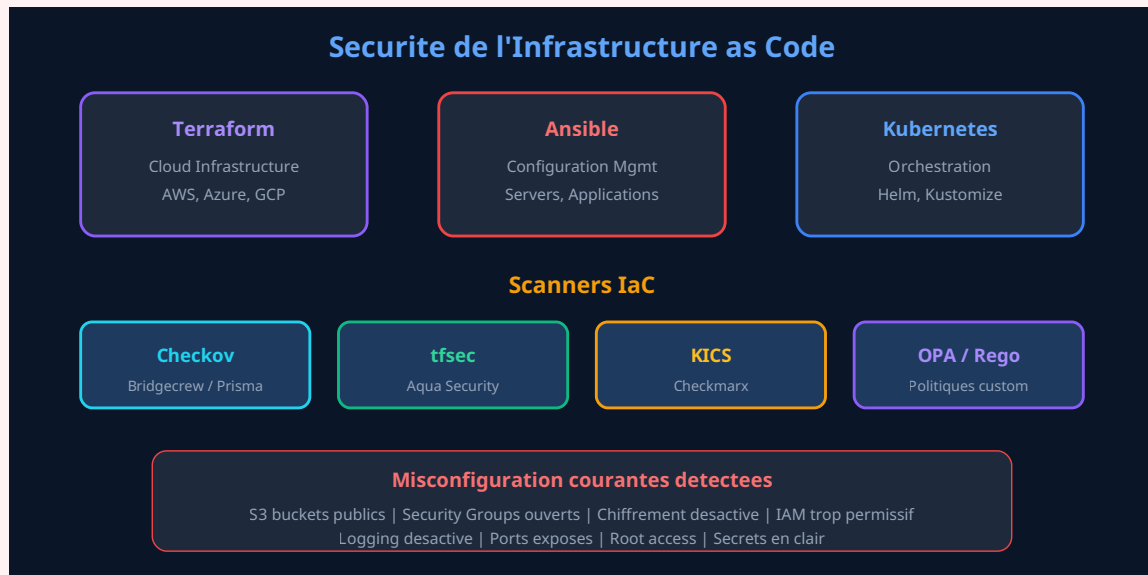 Securite de l'Infrastructure as Code
Terraform
Cloud Infrastructure
AWS, Azure, GCP
Ansible
Configuration Mgmt
Servers, Applications
Kubernetes
Orchestration
Helm, Kustomize
Scanners IaC
Checkov
Bridgecrew / Prisma
tfsec
Aqua Security
KICS
Checkmarx
OPA / Rego
Politiques custom
Misconfiguration courantes detectees
S3 buckets publics | Security Groups ouverts | Chiffrement desactive | IAM trop permissif
Logging desactive | Ports exposes | Root access | Secrets en clair